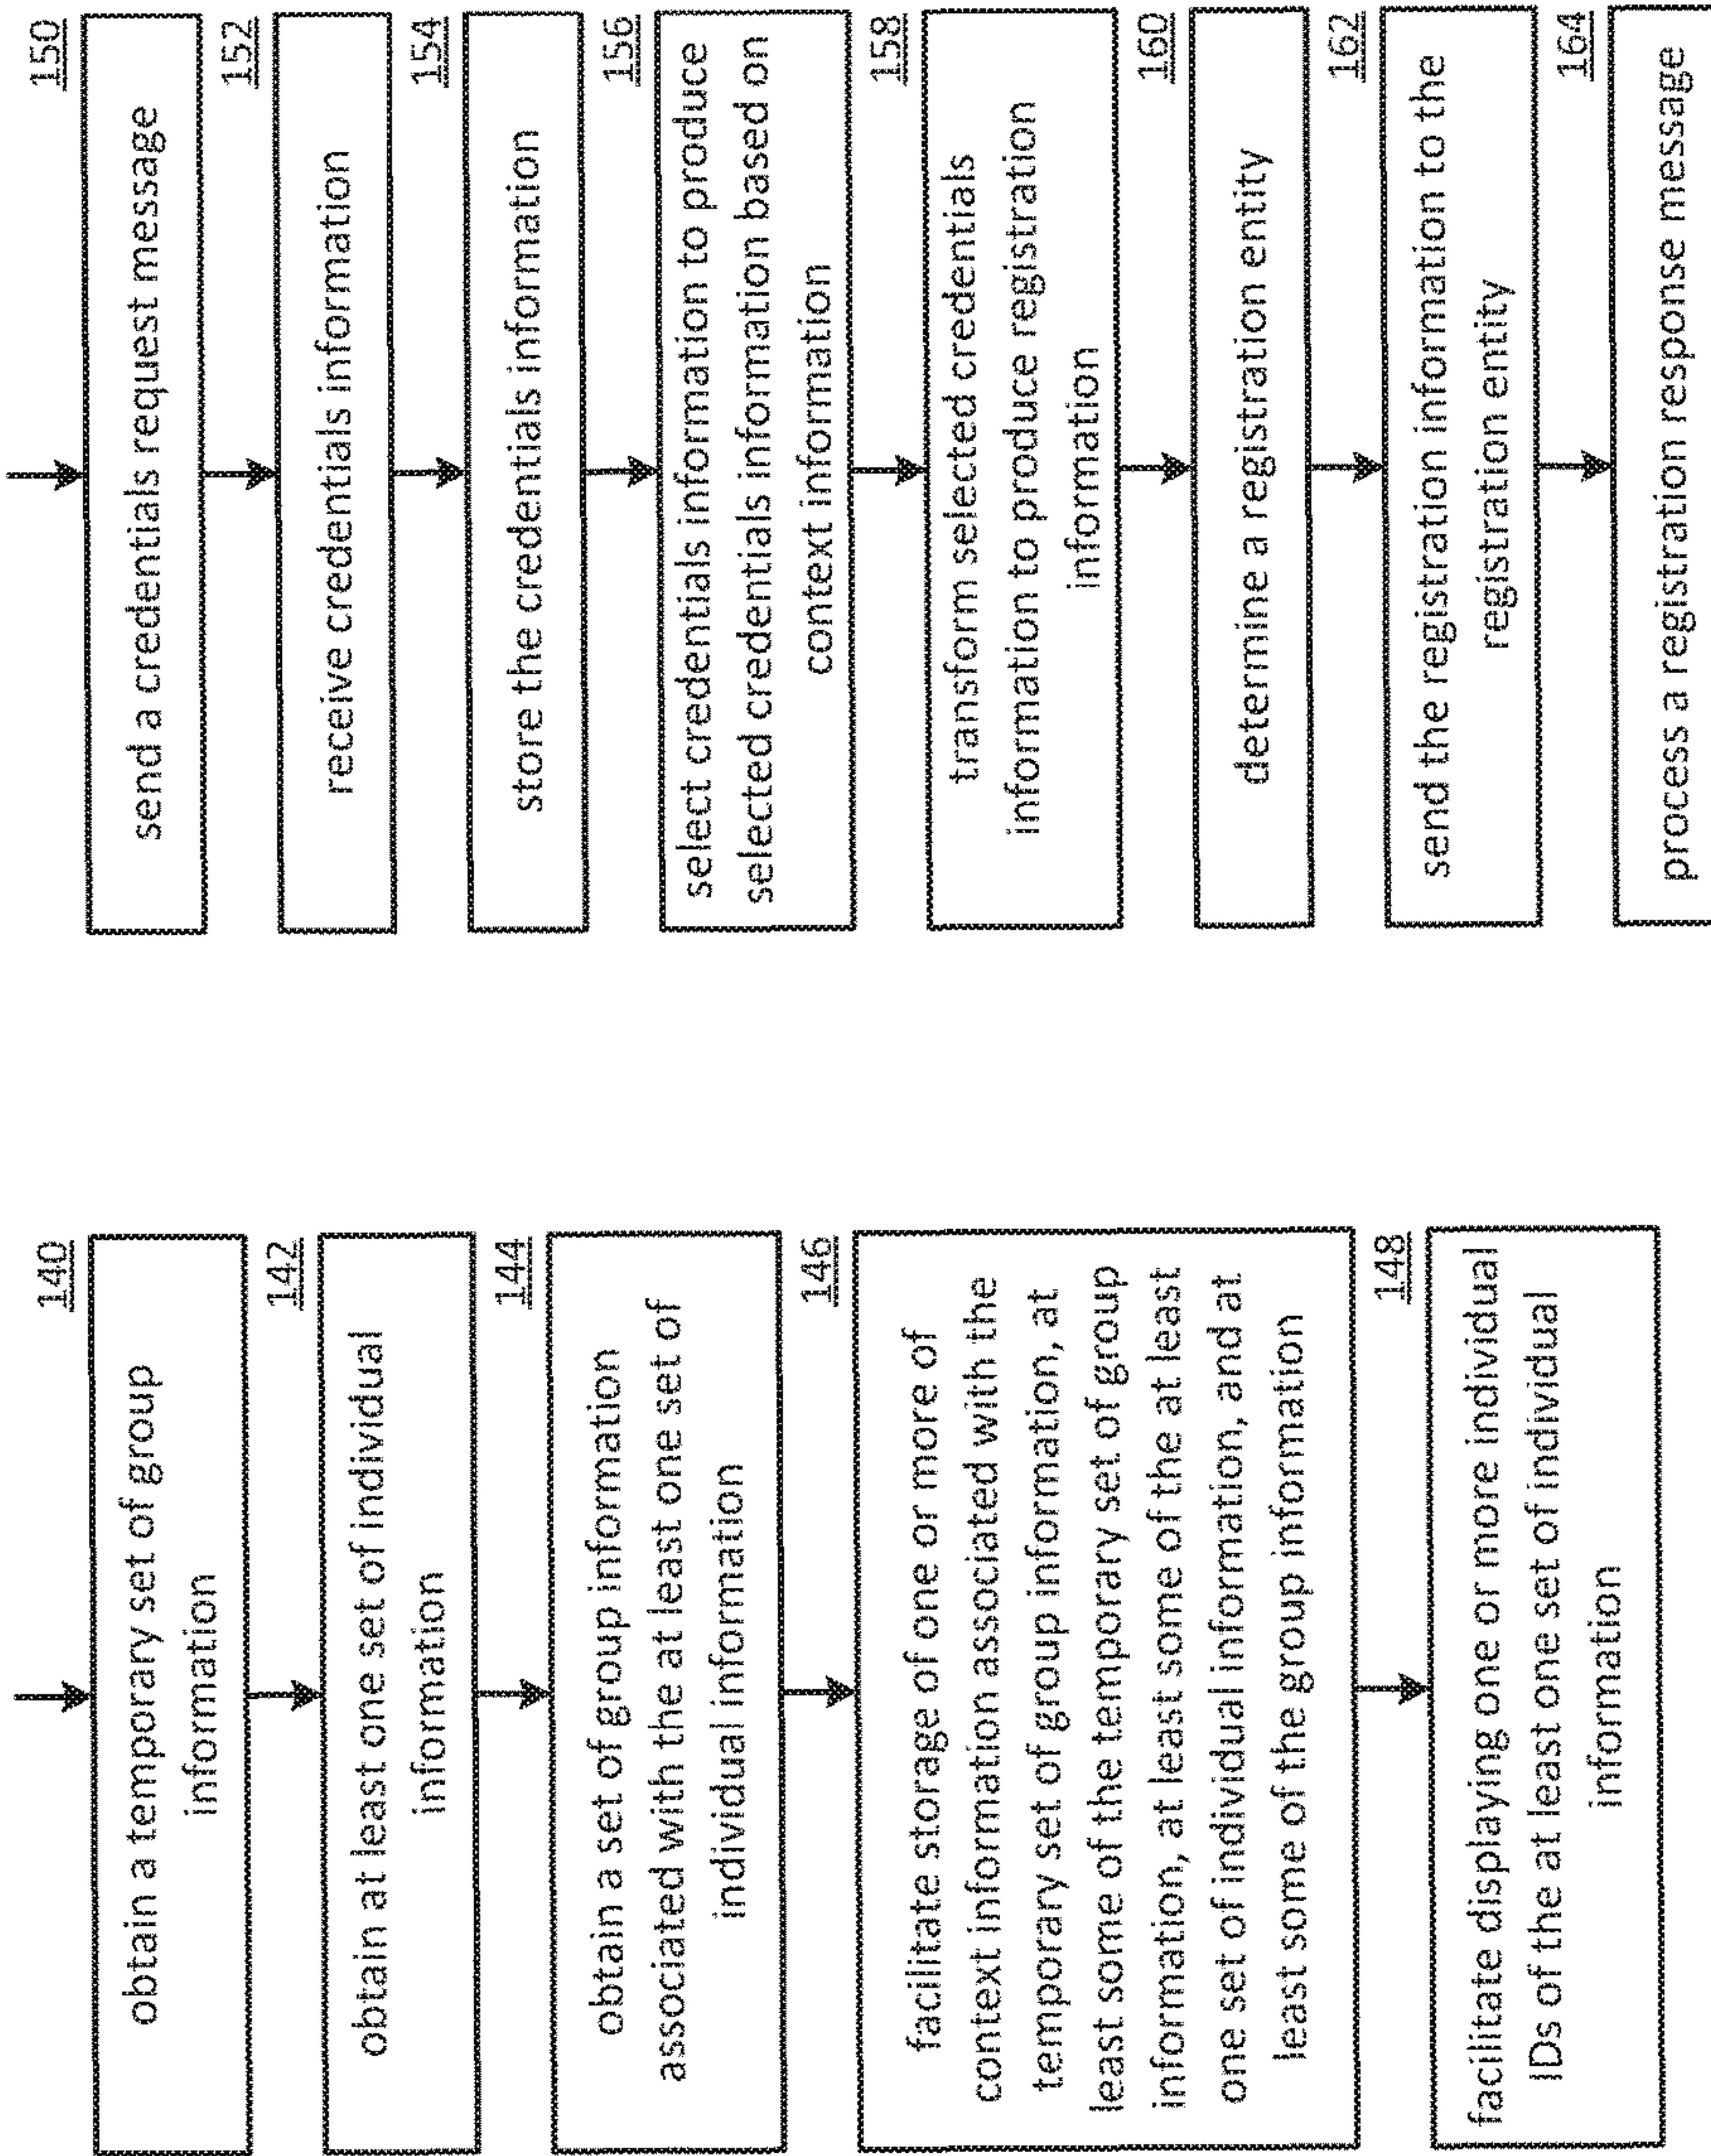 140
obtain a temporary set of group
information
142
obtain at least one set of individual
information
144
obtain a set of group information
associated with the at least one set of
individual information
146
facilitate storage of one or more of
context information associated with the
temporary set of group information, at
least some of the temporary set of group
information, at least some of the at least
one set of individual information, and at
least some of the group information
148
facilitate displaying one or more individual
IDs of the at least one set of individual
information
150
send a credentials request message
152
receive credentials information
154
store the credentials information
156
select credentials information to produce
selected credentials information based on
context information
158
transform selected credentials
information to produce registration
information
160
determine a registration entity
162
send the registration information to the
registration entity
164
process a registration response message